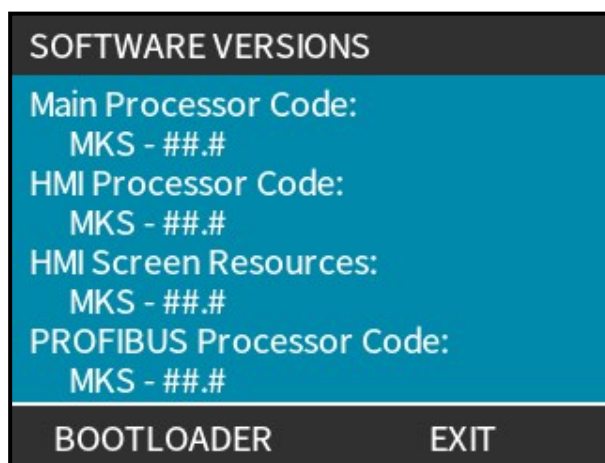 SOFTWARE VERSIONS
Main Processor Code:
MKS - ##.#
HMI Processor Code:
MKS - ##.#
HMI Screen Resources:
MKS - ##.#
PROFIBUS Processor Code:
MKS - ##.#
BOOTLOADER EXIT